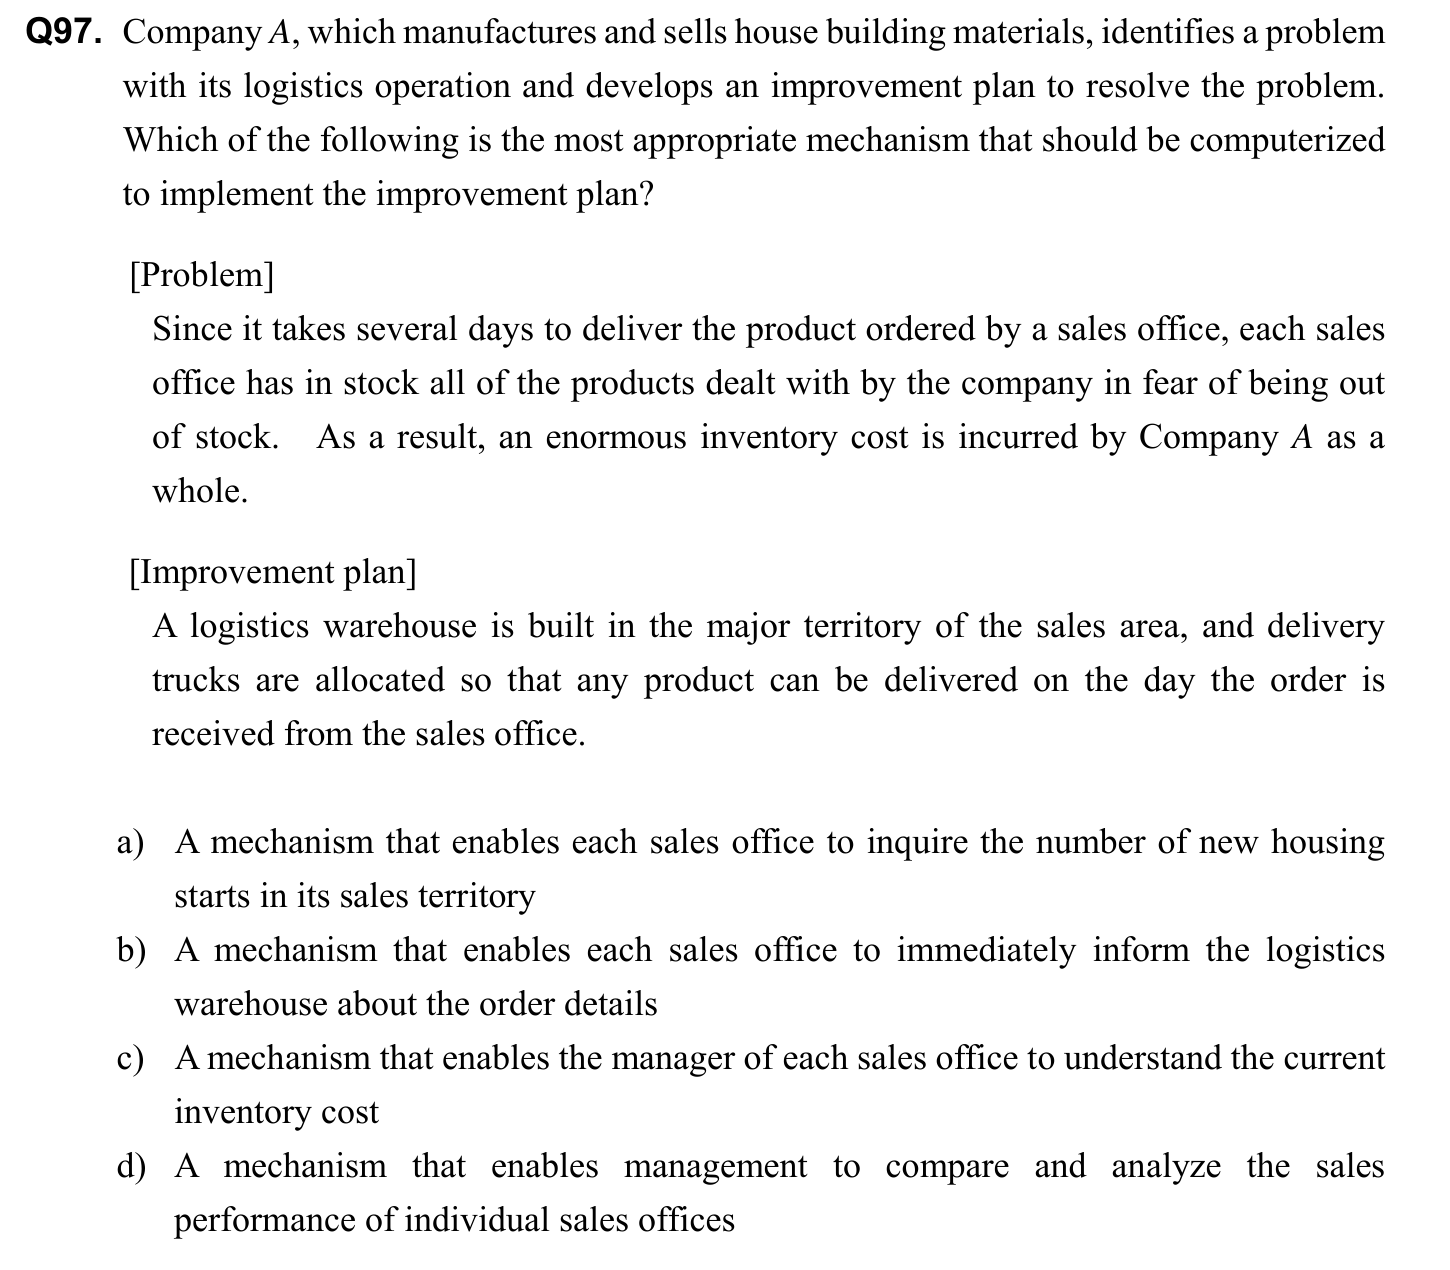 Q97. Company A, which manufactures and sells house building materials, identifies a problem
with its logistics operation and develops an improvement plan to resolve the problem.
Which of the following is the most appropriate mechanism that should be computerized
to implement the improvement plan?
[Problem]
Since it takes several days to deliver the product ordered by a sales office, each sales
office has in stock all of the products dealt with by the company in fear of being out
of stock. As a result, an enormous inventory cost is incurred by Company A as a
whole.
[Improvement plan]
A logistics warehouse is built in the major territory of the sales area, and delivery
trucks are allocated so that any product can be delivered on the day the order is
received from the sales office.
a) A mechanism that enables each sales office to inquire the number of new housing
starts in its sales territory
b) A mechanism that enables each sales office to immediately inform the logistics
warehouse about the order details
c) A mechanism that enables the manager of each sales office to understand the current
inventory cost
d) A mechanism that enables management to compare and analyze the sales
performance of individual sales offices